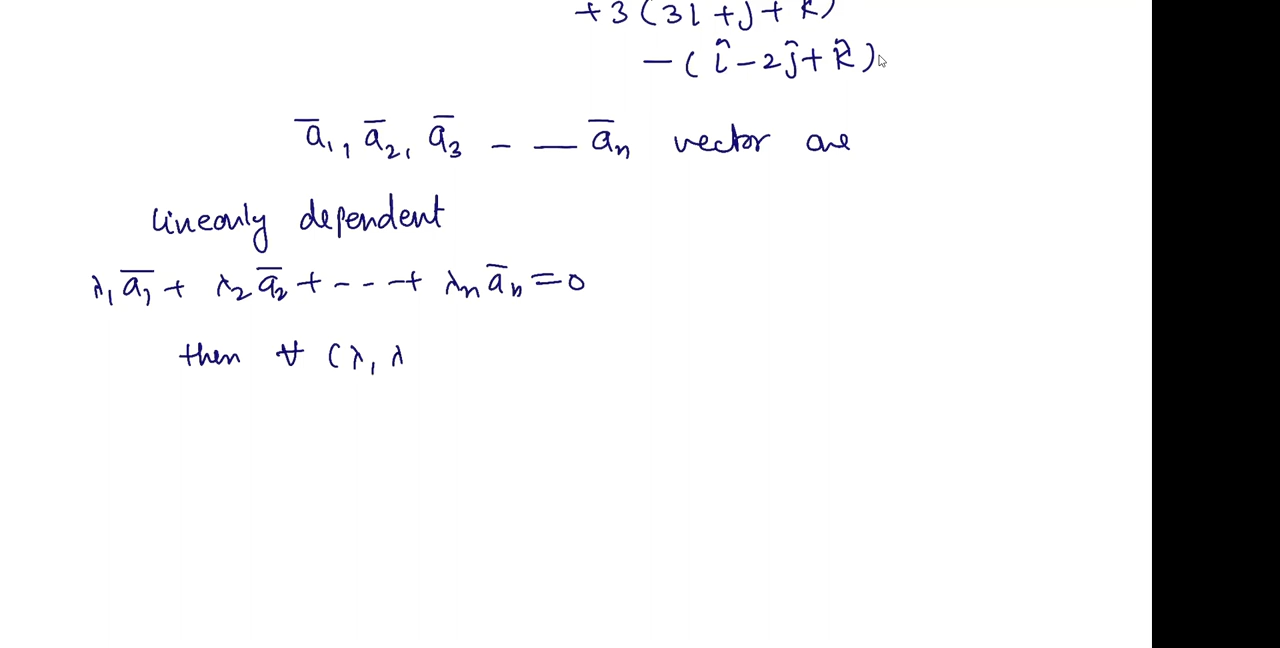 +3(3i+j+k)
-(î-2ĵ+k̂)
ā₁, ā₂, ā₃ - — āₙ vector are
linearly dependent
λ₁ā₁ + λ₂ā₂ + - - + λₙāₙ = 0
then ∀ (λ₁ λ